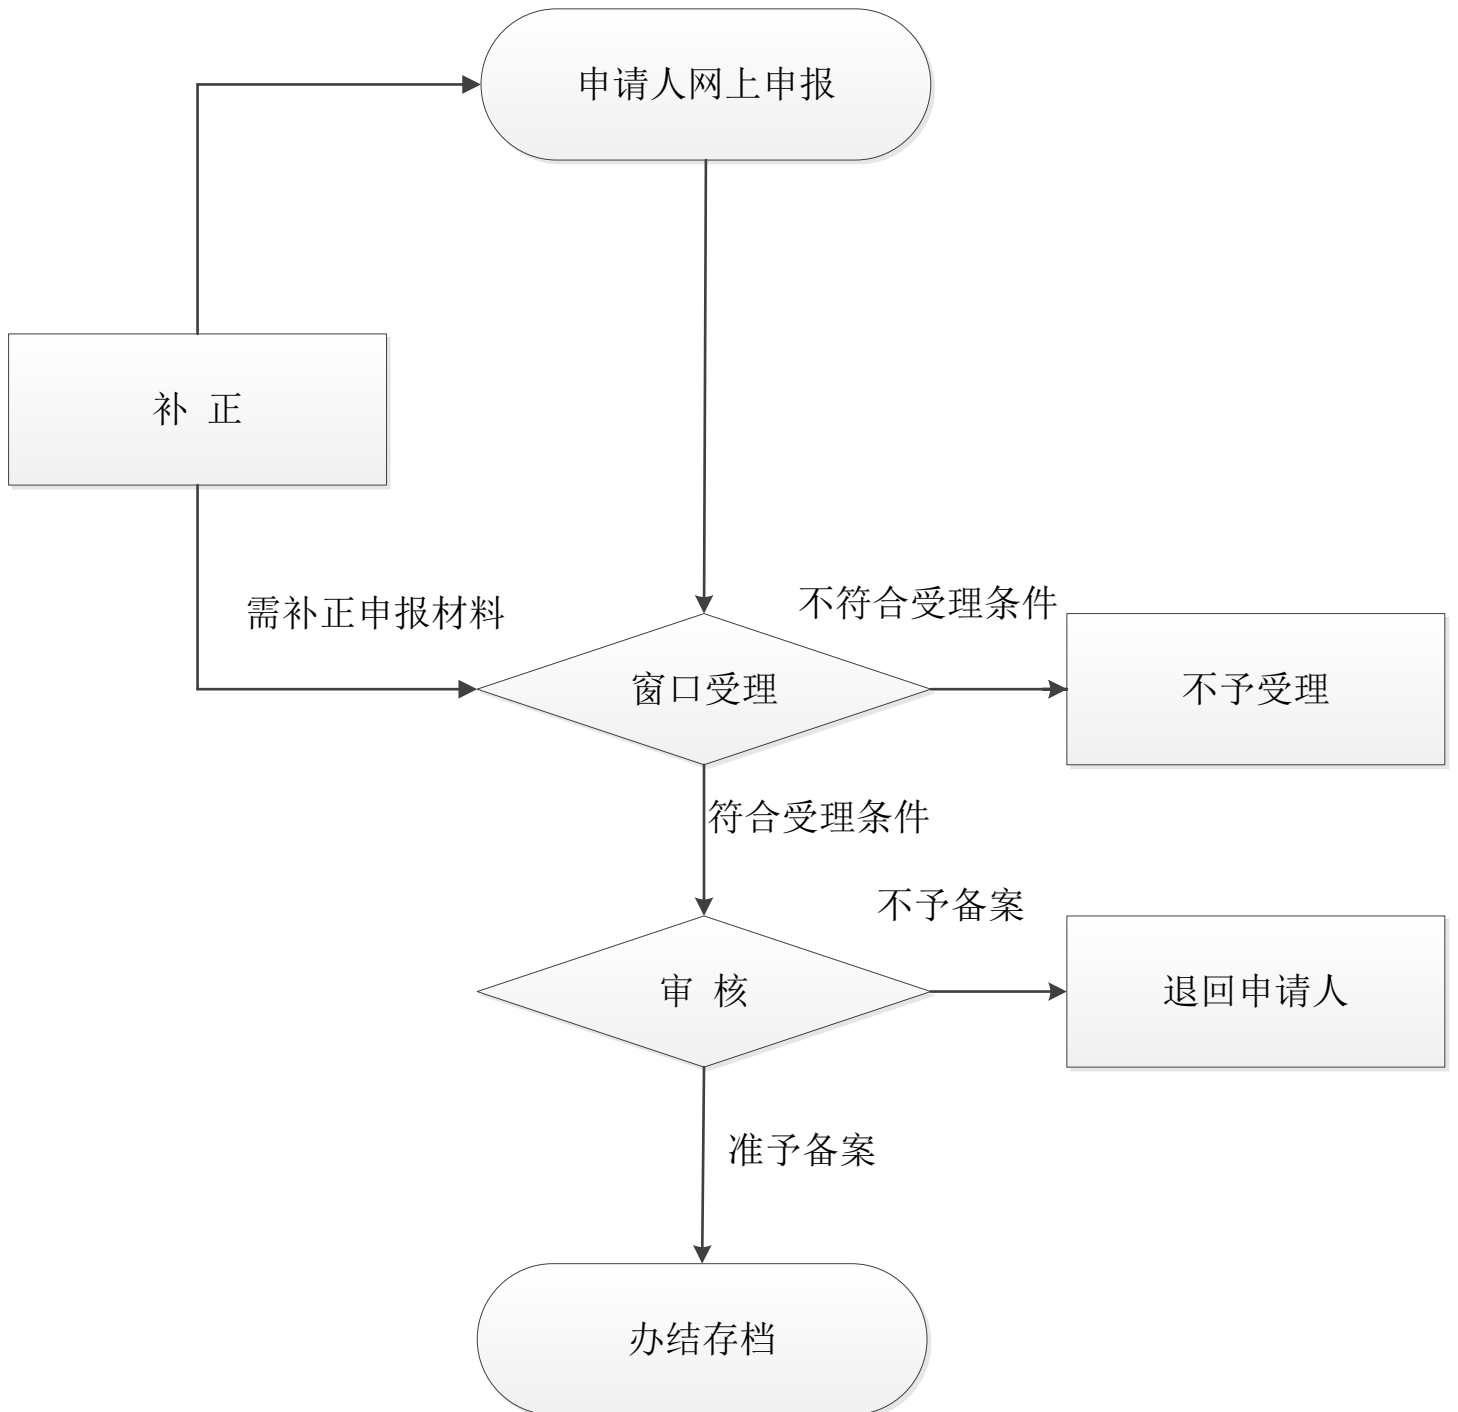 申请人网上申报
补 正
需补正申报材料
不符合受理条件
窗口受理
不予受理
符合受理条件
不予备案
审 核
退回申请人
准予备案
办结存档